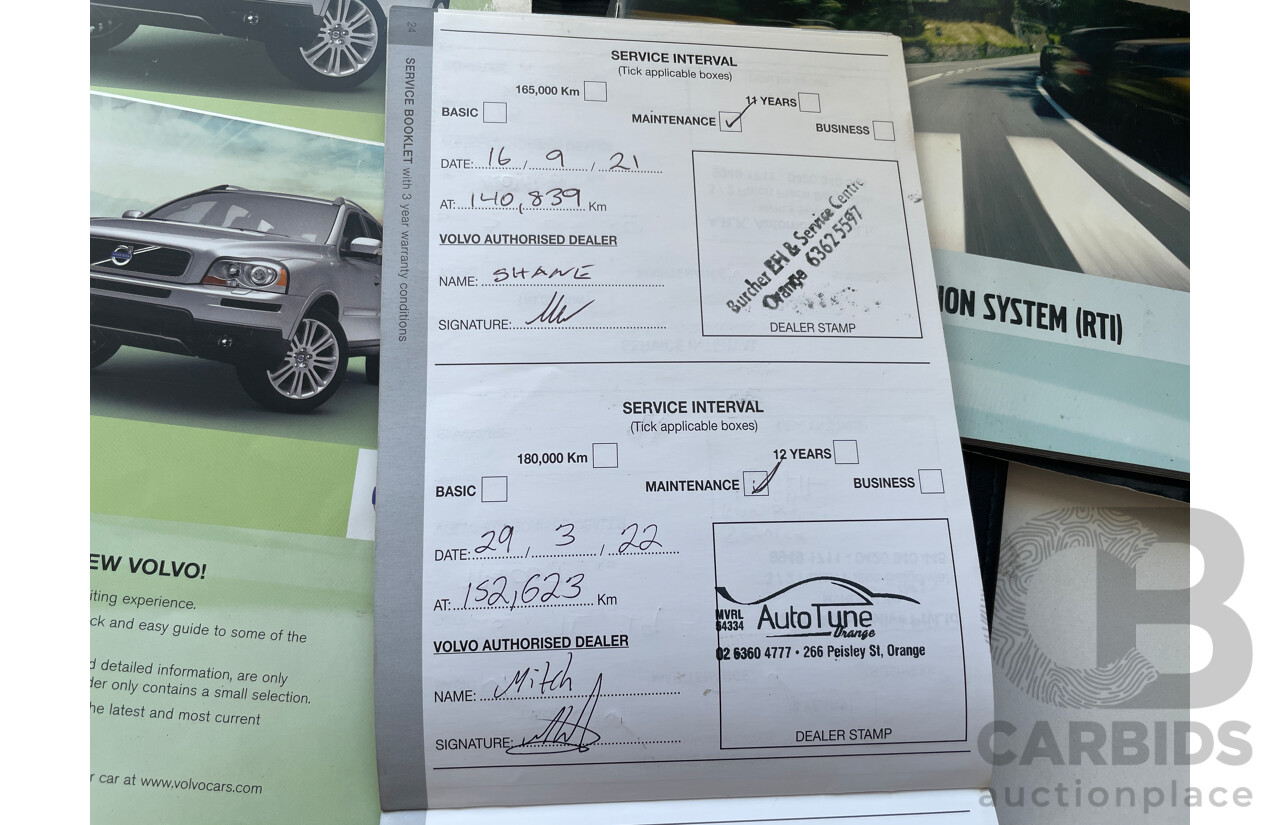 24
SERVICE BOOKLET with 3 year warranty conditions
SERVICE INTERVAL
(Tick applicable boxes)
165,000 Km
11 YEARS
BASIC
MAINTENANCE
BUSINESS
DATE: 16 / 9 / 21
AT: 140,839 Km
VOLVO AUTHORISED DEALER
NAME: SHANE
SIGNATURE:
Burcher EFI & Service Centre
Orange 63625597
DEALER STAMP
SERVICE INTERVAL
(Tick applicable boxes)
180,000 Km
12 YEARS
BASIC
MAINTENANCE
BUSINESS
DATE: 29 / 3 / 22
AT: 152,623 Km
VOLVO AUTHORISED DEALER
NAME: Mitch
SIGNATURE:
MVRL
54334
AutoTune
Orange
02 6360 4777 • 266 Peisley St, Orange
DEALER STAMP
ION SYSTEM (RTI)
EW VOLVO!
iting experience.
ck and easy guide to some of the
d detailed information, are only
der only contains a small selection.
he latest and most current
r car at www.volvocars.com
CB
CARBIDS
auctionplace